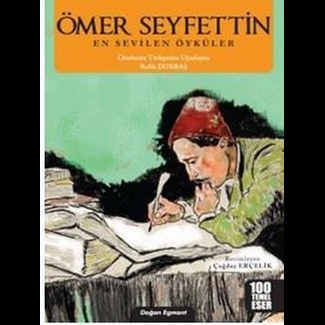 ÖMER SEYFETTİN
EN SEVİLEN ÖYKÜLER
Günümüz Türkçesine Uyarlayan
Refik DURBAŞ
Resimleyen
Çağdaş ERÇELİK
100
TEMEL
ESER
Doğan Egmont